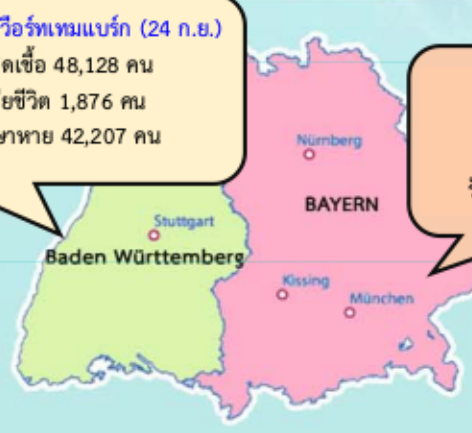 วือร์ทเทมแบร์ก (24 ก.ย.)
ดเชื้อ 48,128 คน
ยชีวิต 1,876 คน
ษาหาย 42,207 คน
Nürnberg
BAYERN
Stuttgart
Baden Württemberg
Kissing
München